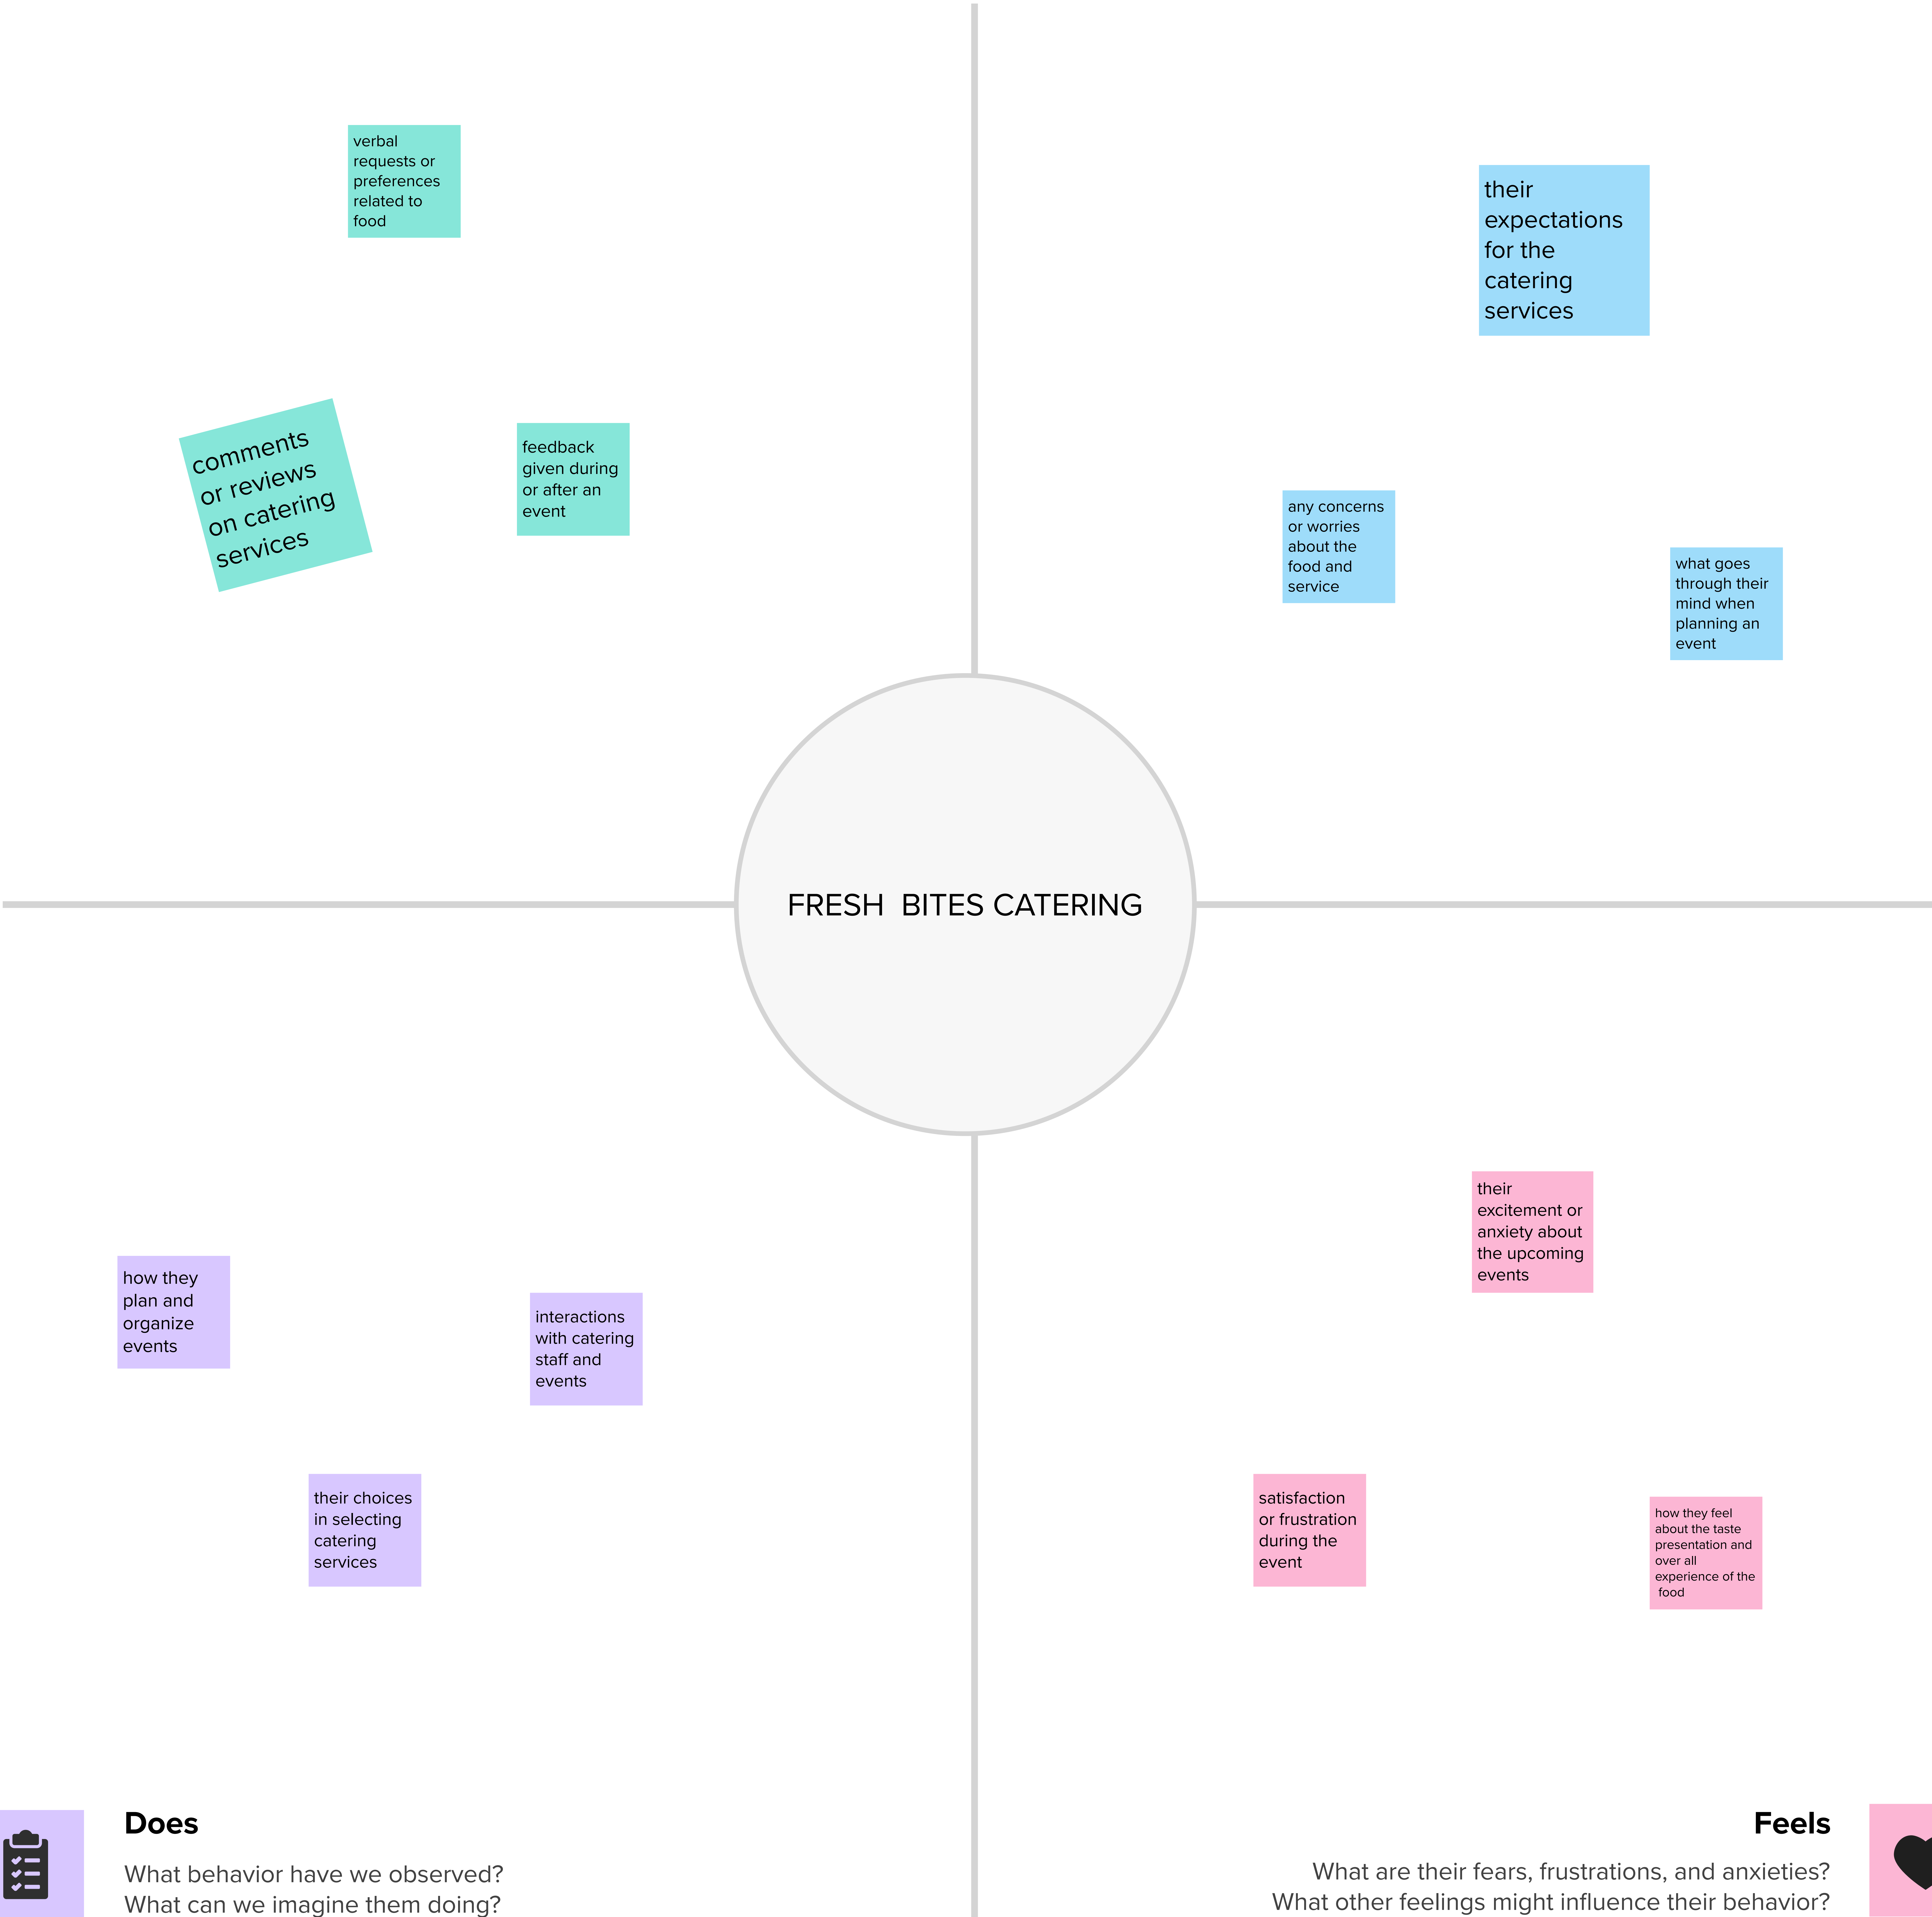 verbal
requests or
preferences
related to
food
comments
or reviews
on catering
services
feedback
given during
or after an
event
their
expectations
for the
catering
services
any concerns
or worries
about the
food and
service
what goes
through their
mind when
planning an
event
FRESH  BITES CATERING
how they
plan and
organize
events
interactions
with catering
staff and
events
their choices
in selecting
catering
services
their
excitement or
anxiety about
the upcoming
events
satisfaction
or frustration
during the
event
how they feel
about the taste
presentation and
over all
experience of the
food
Does
What behavior have we observed?
What can we imagine them doing?
Feels
What are their fears, frustrations, and anxieties?
What other feelings might influence their behavior?